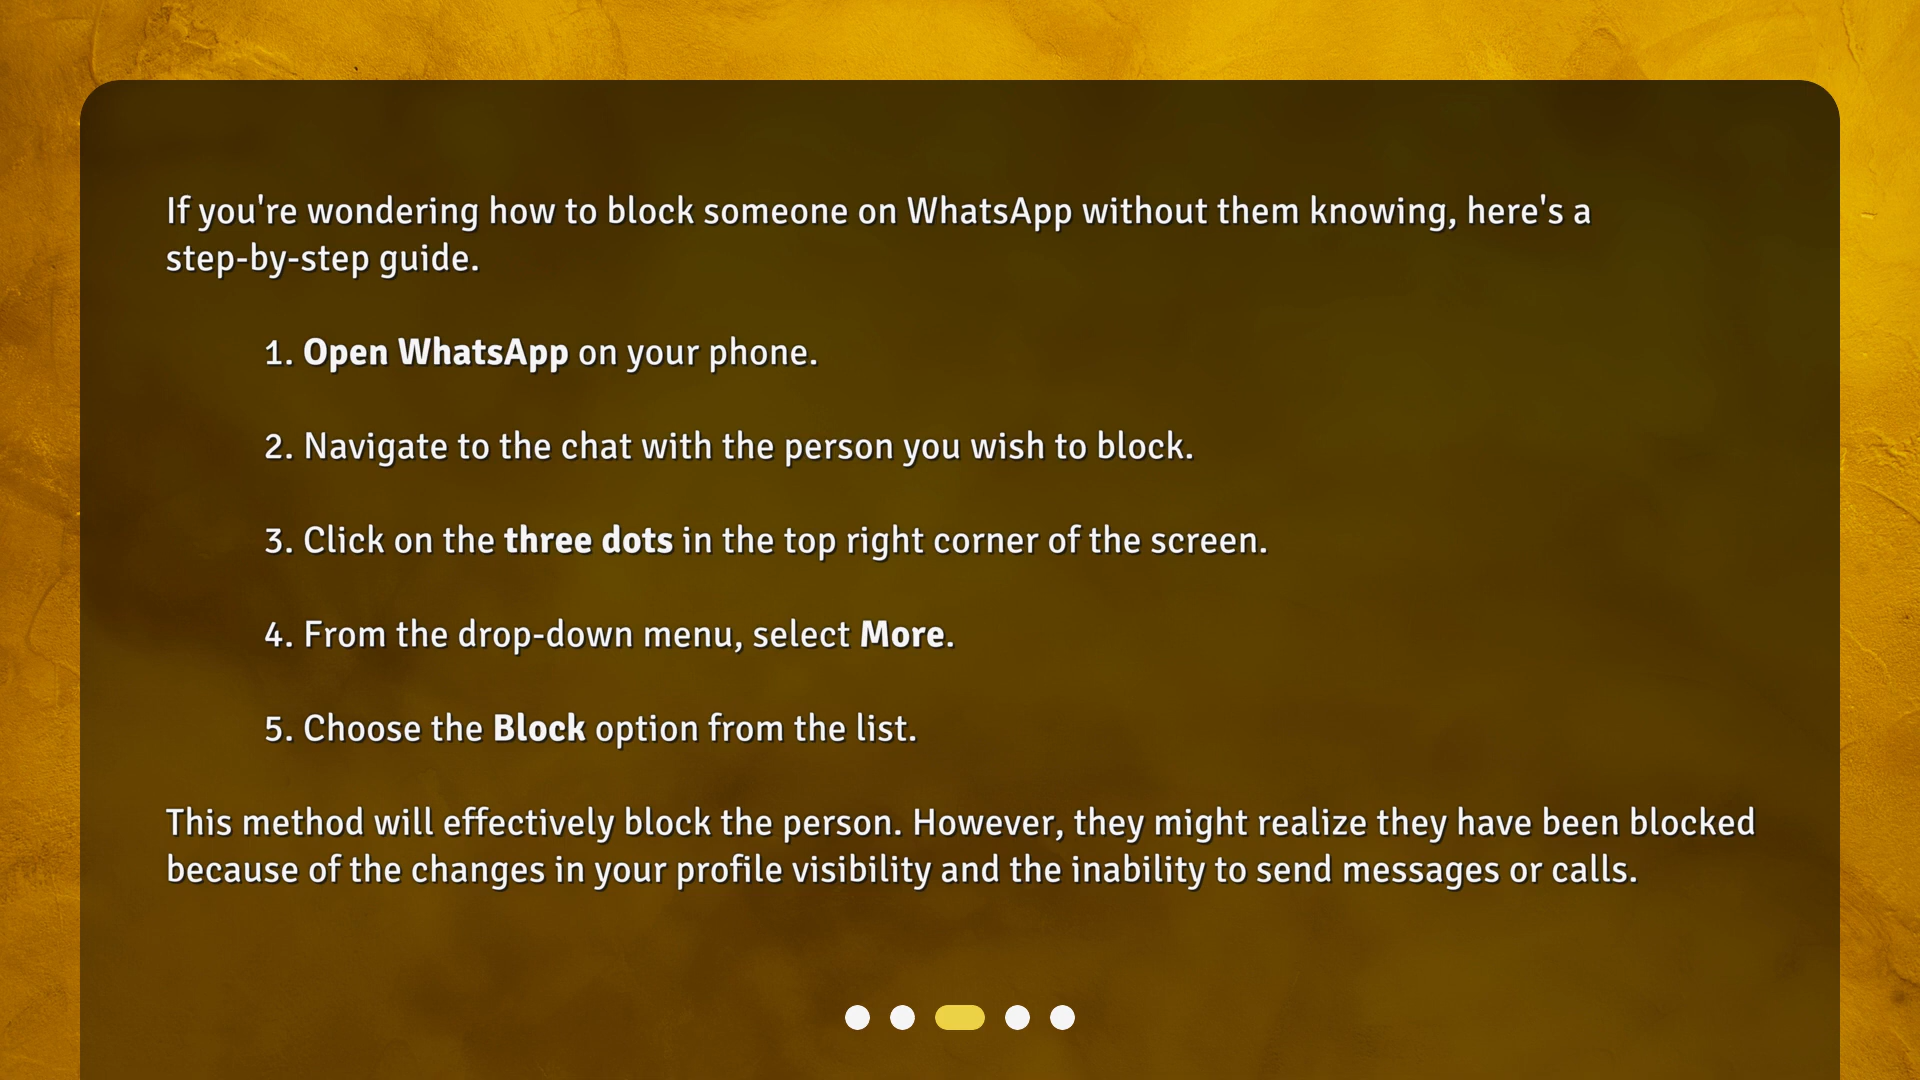 If you're wondering how to block someone on WhatsApp without them knowing, here's a
step-by-step guide.
1. Open WhatsApp on your phone.
2. Navigate to the chat with the person you wish to block.
3. Click on the three dots in the top right corner of the screen.
4. From the drop-down menu, select More.
5. Choose the Block option from the list.
This method will effectively block the person. However, they might realize they have been blocked
because of the changes in your profile visibility and the inability to send messages or calls.